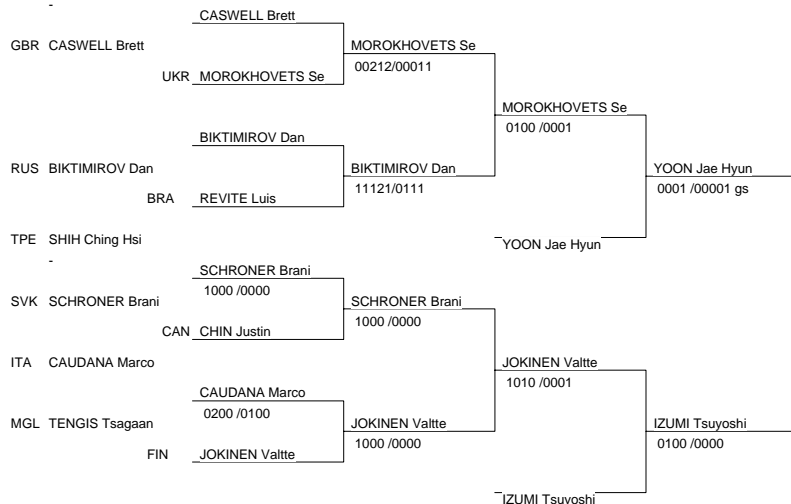 -
CASWELL Brett
GBR CASWELL Brett
MOROKHOVETS Se
00212/00011
UKR MOROKHOVETS Se
MOROKHOVETS Se
0100 /0001
BIKTIMIROV Dan
RUS BIKTIMIROV Dan
BIKTIMIROV Dan
11121/0111
YOON Jae Hyun
0001 /00001 gs
BRA REVITE Luis
TPE SHIH Ching Hsi
YOON Jae Hyun
-
SCHRONER Brani
1000 /0000
SVK SCHRONER Brani
SCHRONER Brani
1000 /0000
CAN CHIN Justin
ITA CAUDANA Marco
JOKINEN Valtte
1010 /0001
CAUDANA Marco
0200 /0100
MGL TENGIS Tsagaan
JOKINEN Valtte
1000 /0000
IZUMI Tsuyoshi
0100 /0000
FIN JOKINEN Valtte
IZUMI Tsuyoshi